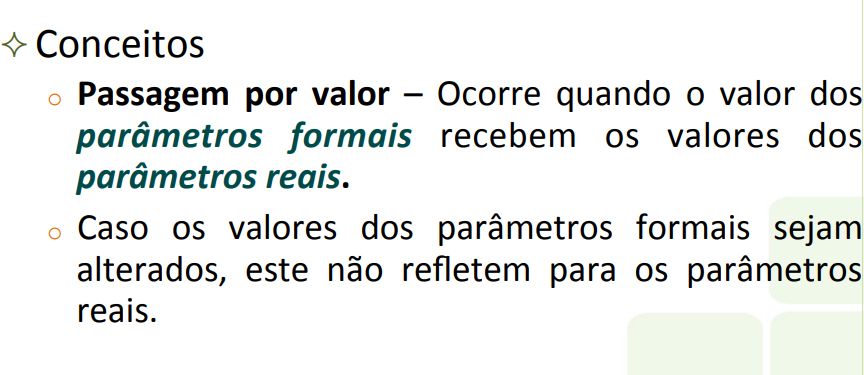 Conceitos
Passagem por valor – Ocorre quando o valor dos
parâmetros formais recebem os valores dos
parâmetros reais.
Caso os valores dos parâmetros formais sejam
alterados, este não refletem para os parâmetros
reais.